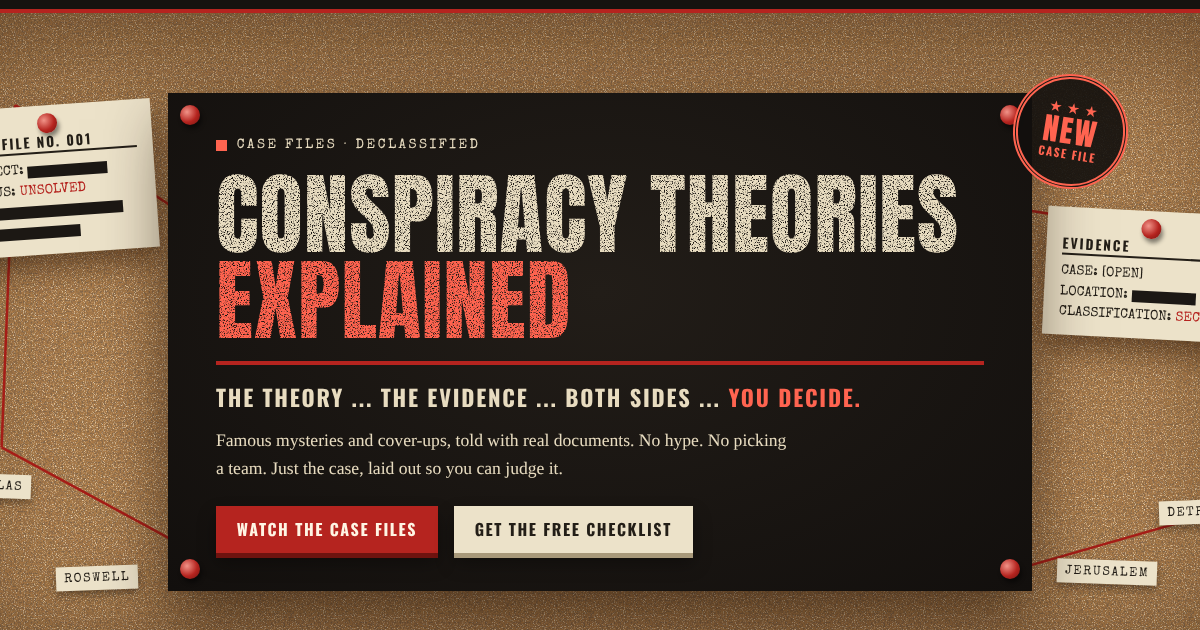 FILE NO. 001
ECT:
US: UNSOLVED
CASE FILES · DECLASSIFIED
CONSPIRACY THEORIES
EXPLAINED
THE THEORY ... THE EVIDENCE ... BOTH SIDES ... YOU DECIDE.
Famous mysteries and cover-ups, told with real documents. No hype. No picking
a team. Just the case, laid out so you can judge it.
WATCH THE CASE FILES
GET THE FREE CHECKLIST
★ ★ ★
NEW
CASE FILE
EVIDENCE
CASE: [OPEN]
LOCATION:
CLASSIFICATION: SEC
LAS
ROSWELL
DETR
JERUSALEM